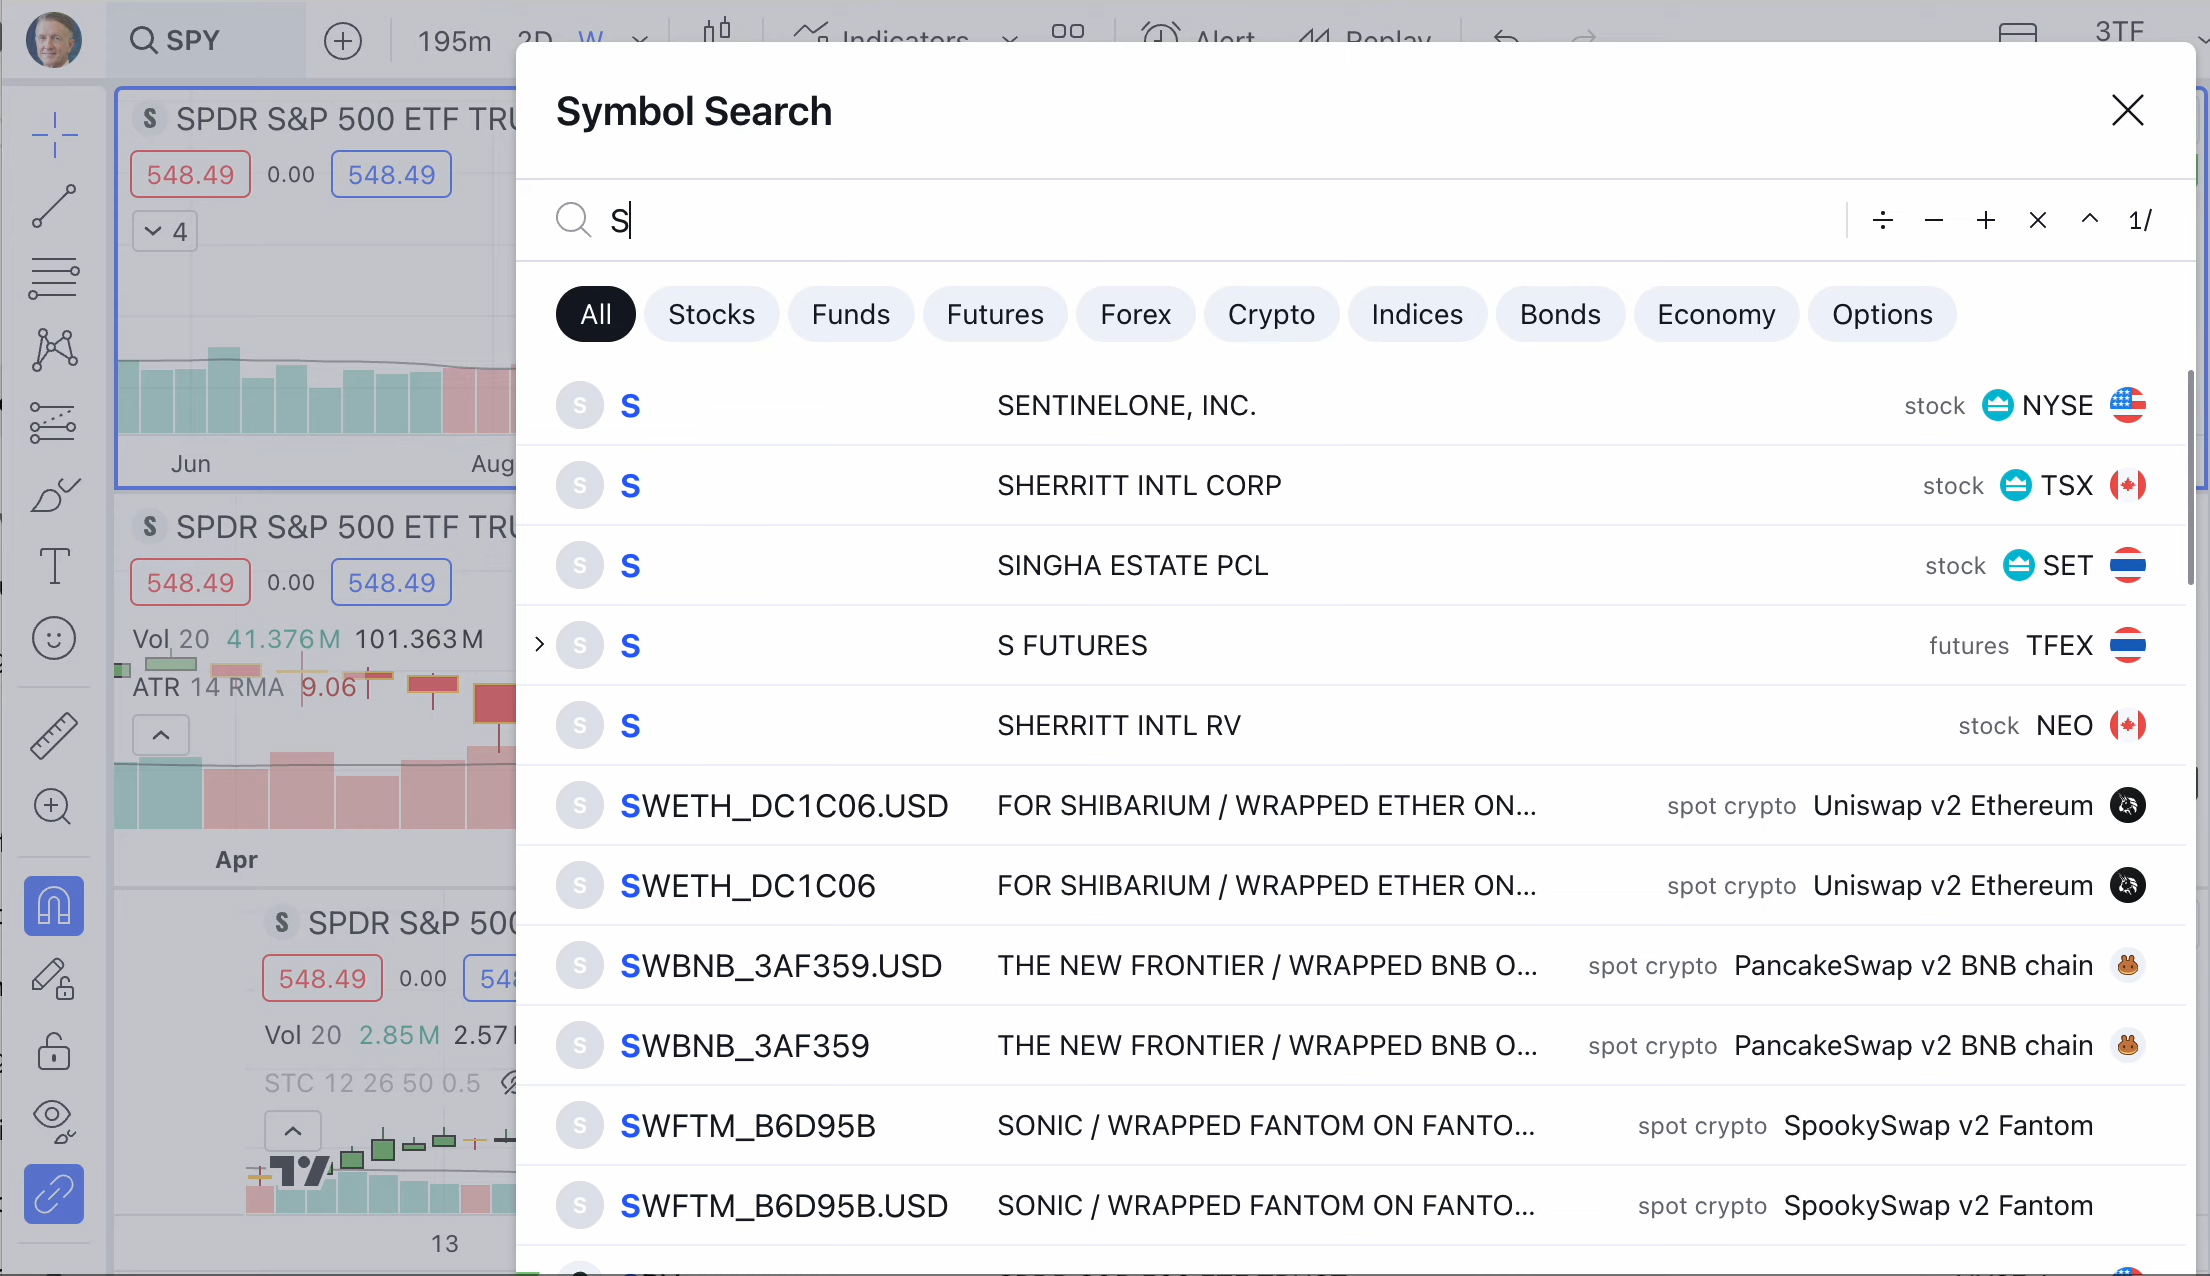 SPY
195m
2D
W
Indicators
Alert
Replay
3TF
S SPDR S&P 500 ETF TRU
548.49 0.00 548.49
4
Jun
Aug
S SPDR S&P 500 ETF TRU
548.49 0.00 548.49
Vol 20 41.376M 101.363M
ATR 14 RMA 9.06
Apr
S SPDR S&P 500
548.49 0.00 54
Vol 20 2.85M 2.57
STC 12 26 50 0.5
13
Symbol Search
S
÷ − + × ^ 1/
All Stocks Funds Futures Forex Crypto Indices Bonds Economy Options
S S SENTINELONE, INC. stock NYSE
S S SHERRITT INTL CORP stock TSX
S S SINGHA ESTATE PCL stock SET
S S S FUTURES futures TFEX
S S SHERRITT INTL RV stock NEO
S SWETH_DC1C06.USD FOR SHIBARIUM / WRAPPED ETHER ON... spot crypto Uniswap v2 Ethereum
S SWETH_DC1C06 FOR SHIBARIUM / WRAPPED ETHER ON... spot crypto Uniswap v2 Ethereum
S SWBNB_3AF359.USD THE NEW FRONTIER / WRAPPED BNB O... spot crypto PancakeSwap v2 BNB chain
S SWBNB_3AF359 THE NEW FRONTIER / WRAPPED BNB O... spot crypto PancakeSwap v2 BNB chain
S SWFTM_B6D95B SONIC / WRAPPED FANTOM ON FANTO... spot crypto SpookySwap v2 Fantom
S SWFTM_B6D95B.USD SONIC / WRAPPED FANTOM ON FANTO... spot crypto SpookySwap v2 Fantom